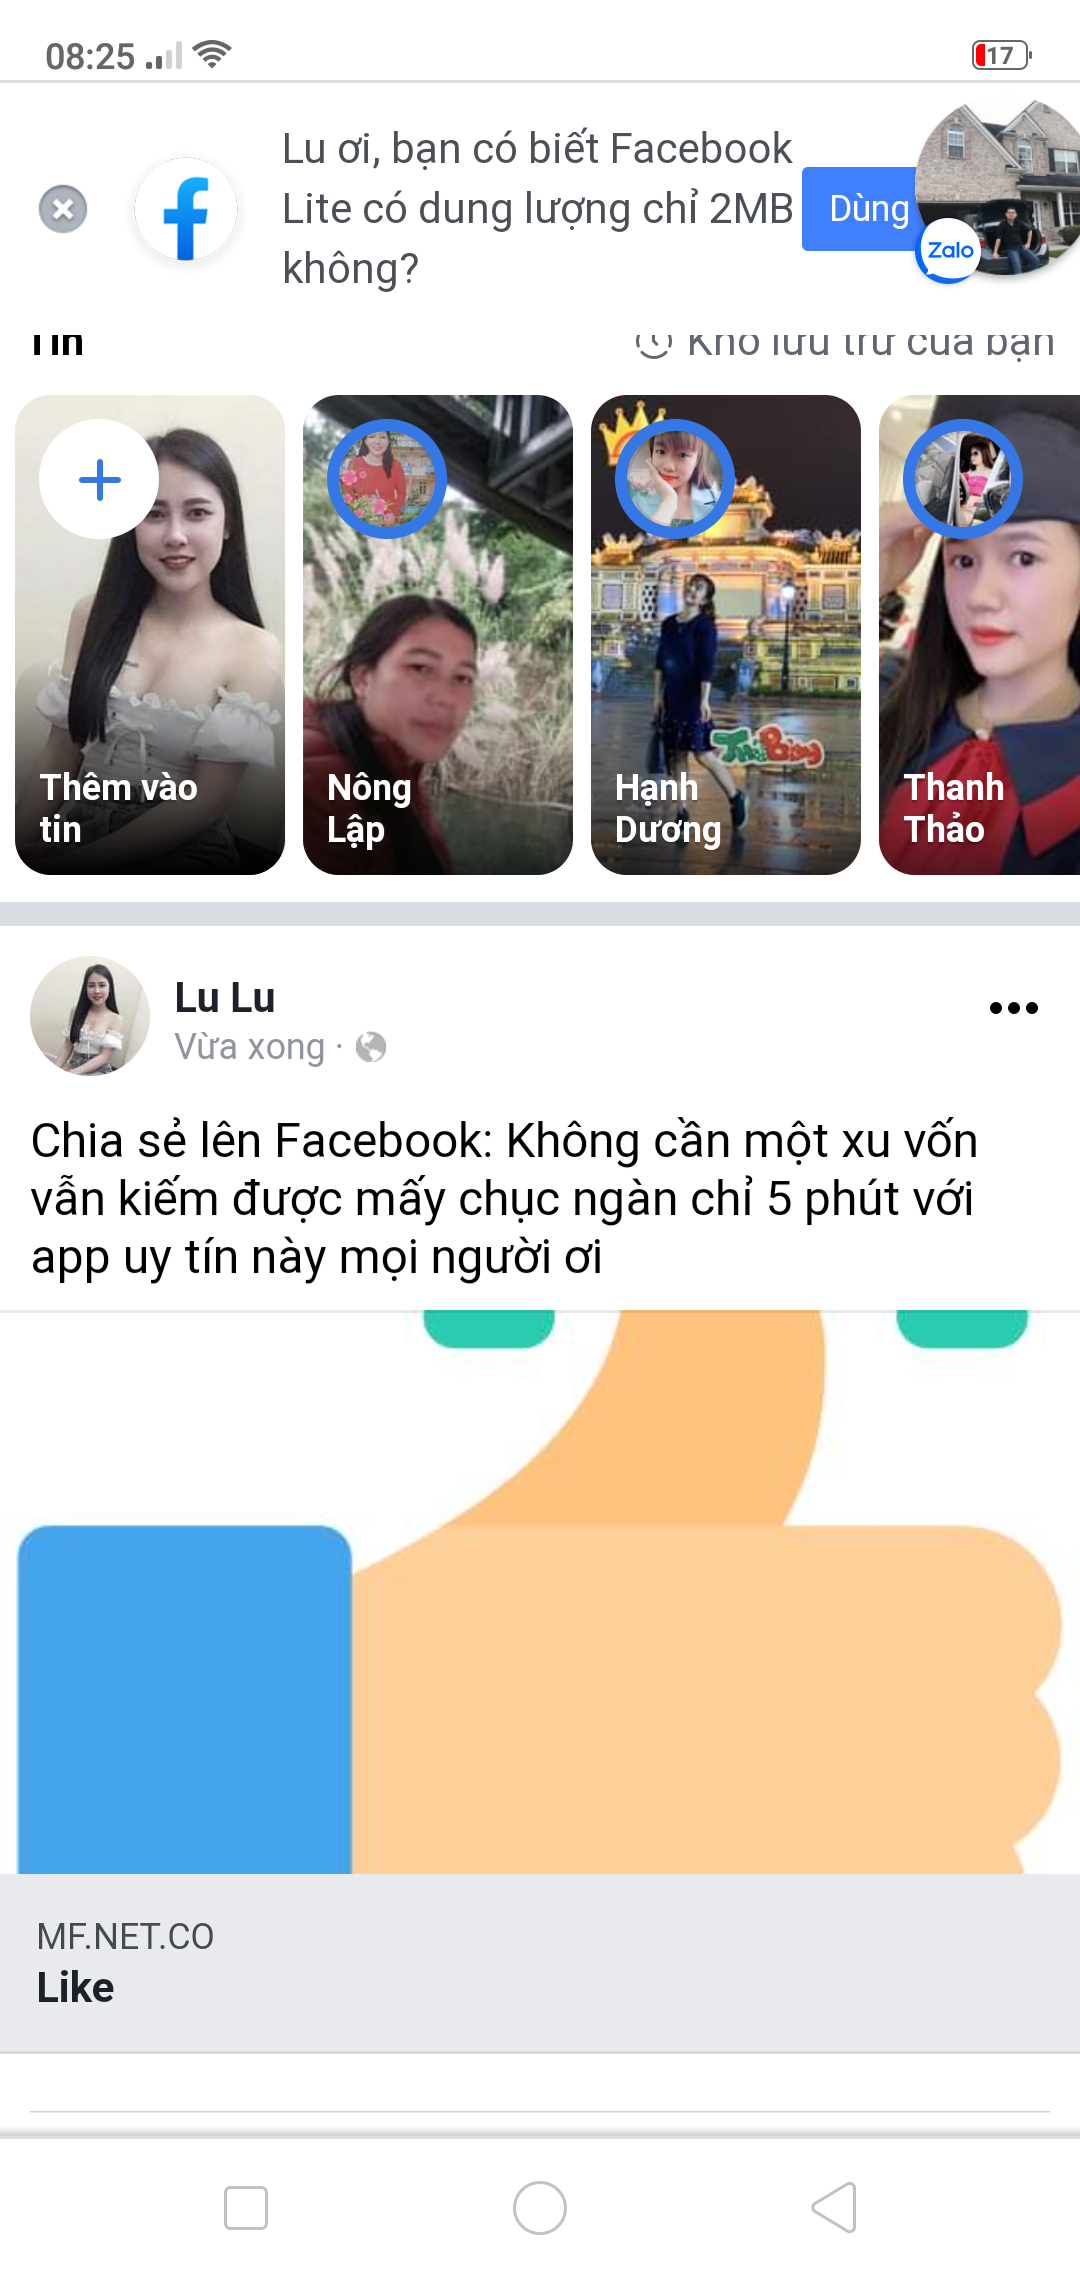 08:25
17
Lu ơi, bạn có biết Facebook
Lite có dung lượng chỉ 2MB
không?
Dùng
Zalo
Tin
Kho lưu trữ của bạn
Thêm vào
tin
Nông
Lập
Hạnh
Dương
Thanh
Thảo
Lu Lu
Vừa xong ·
Chia sẻ lên Facebook: Không cần một xu vốn
vẫn kiếm được mấy chục ngàn chỉ 5 phút với
app uy tín này mọi người ơi
MF.NET.CO
Like